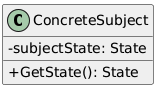 C ConcreteSubject
-subjectState: State
+GetState(): State